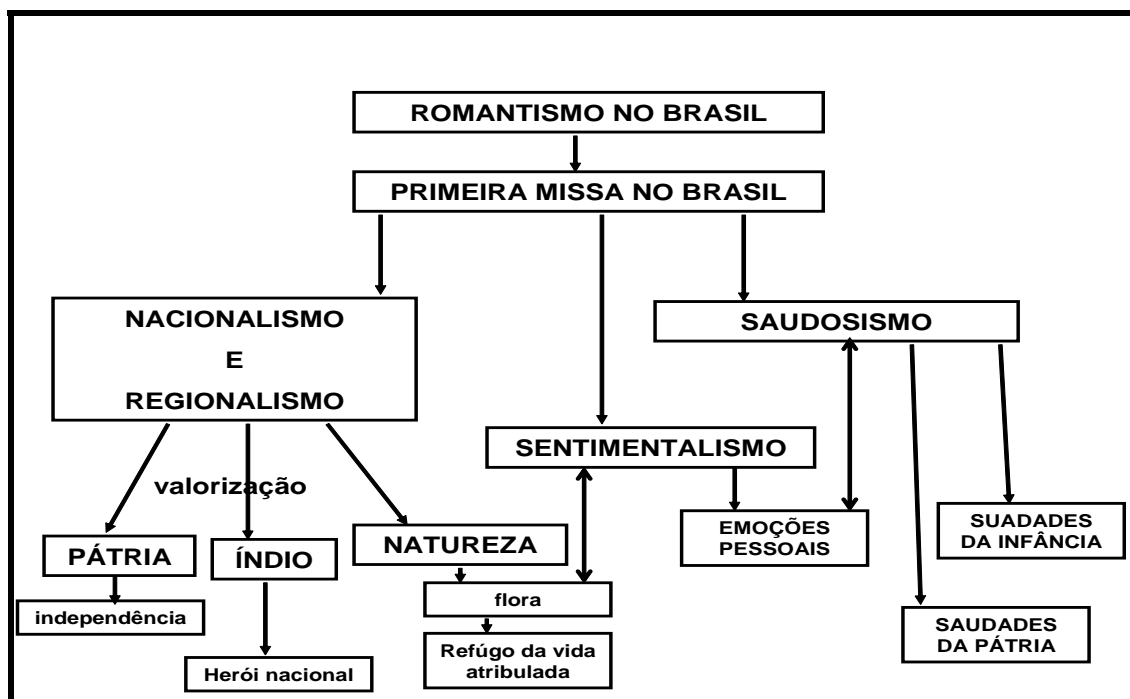 ROMANTISMO NO BRASIL
PRIMEIRA MISSA NO BRASIL
NACIONALISMO
E
REGIONALISMO
SAUDOSISMO
SENTIMENTALISMO
valorização
PÁTRIA
ÍNDIO
NATUREZA
EMOÇÕES
PESSOAIS
SUADADES
DA INFÂNCIA
independência
flora
Herói nacional
Refúgo da vida
atribulada
SAUDADES
DA PÁTRIA